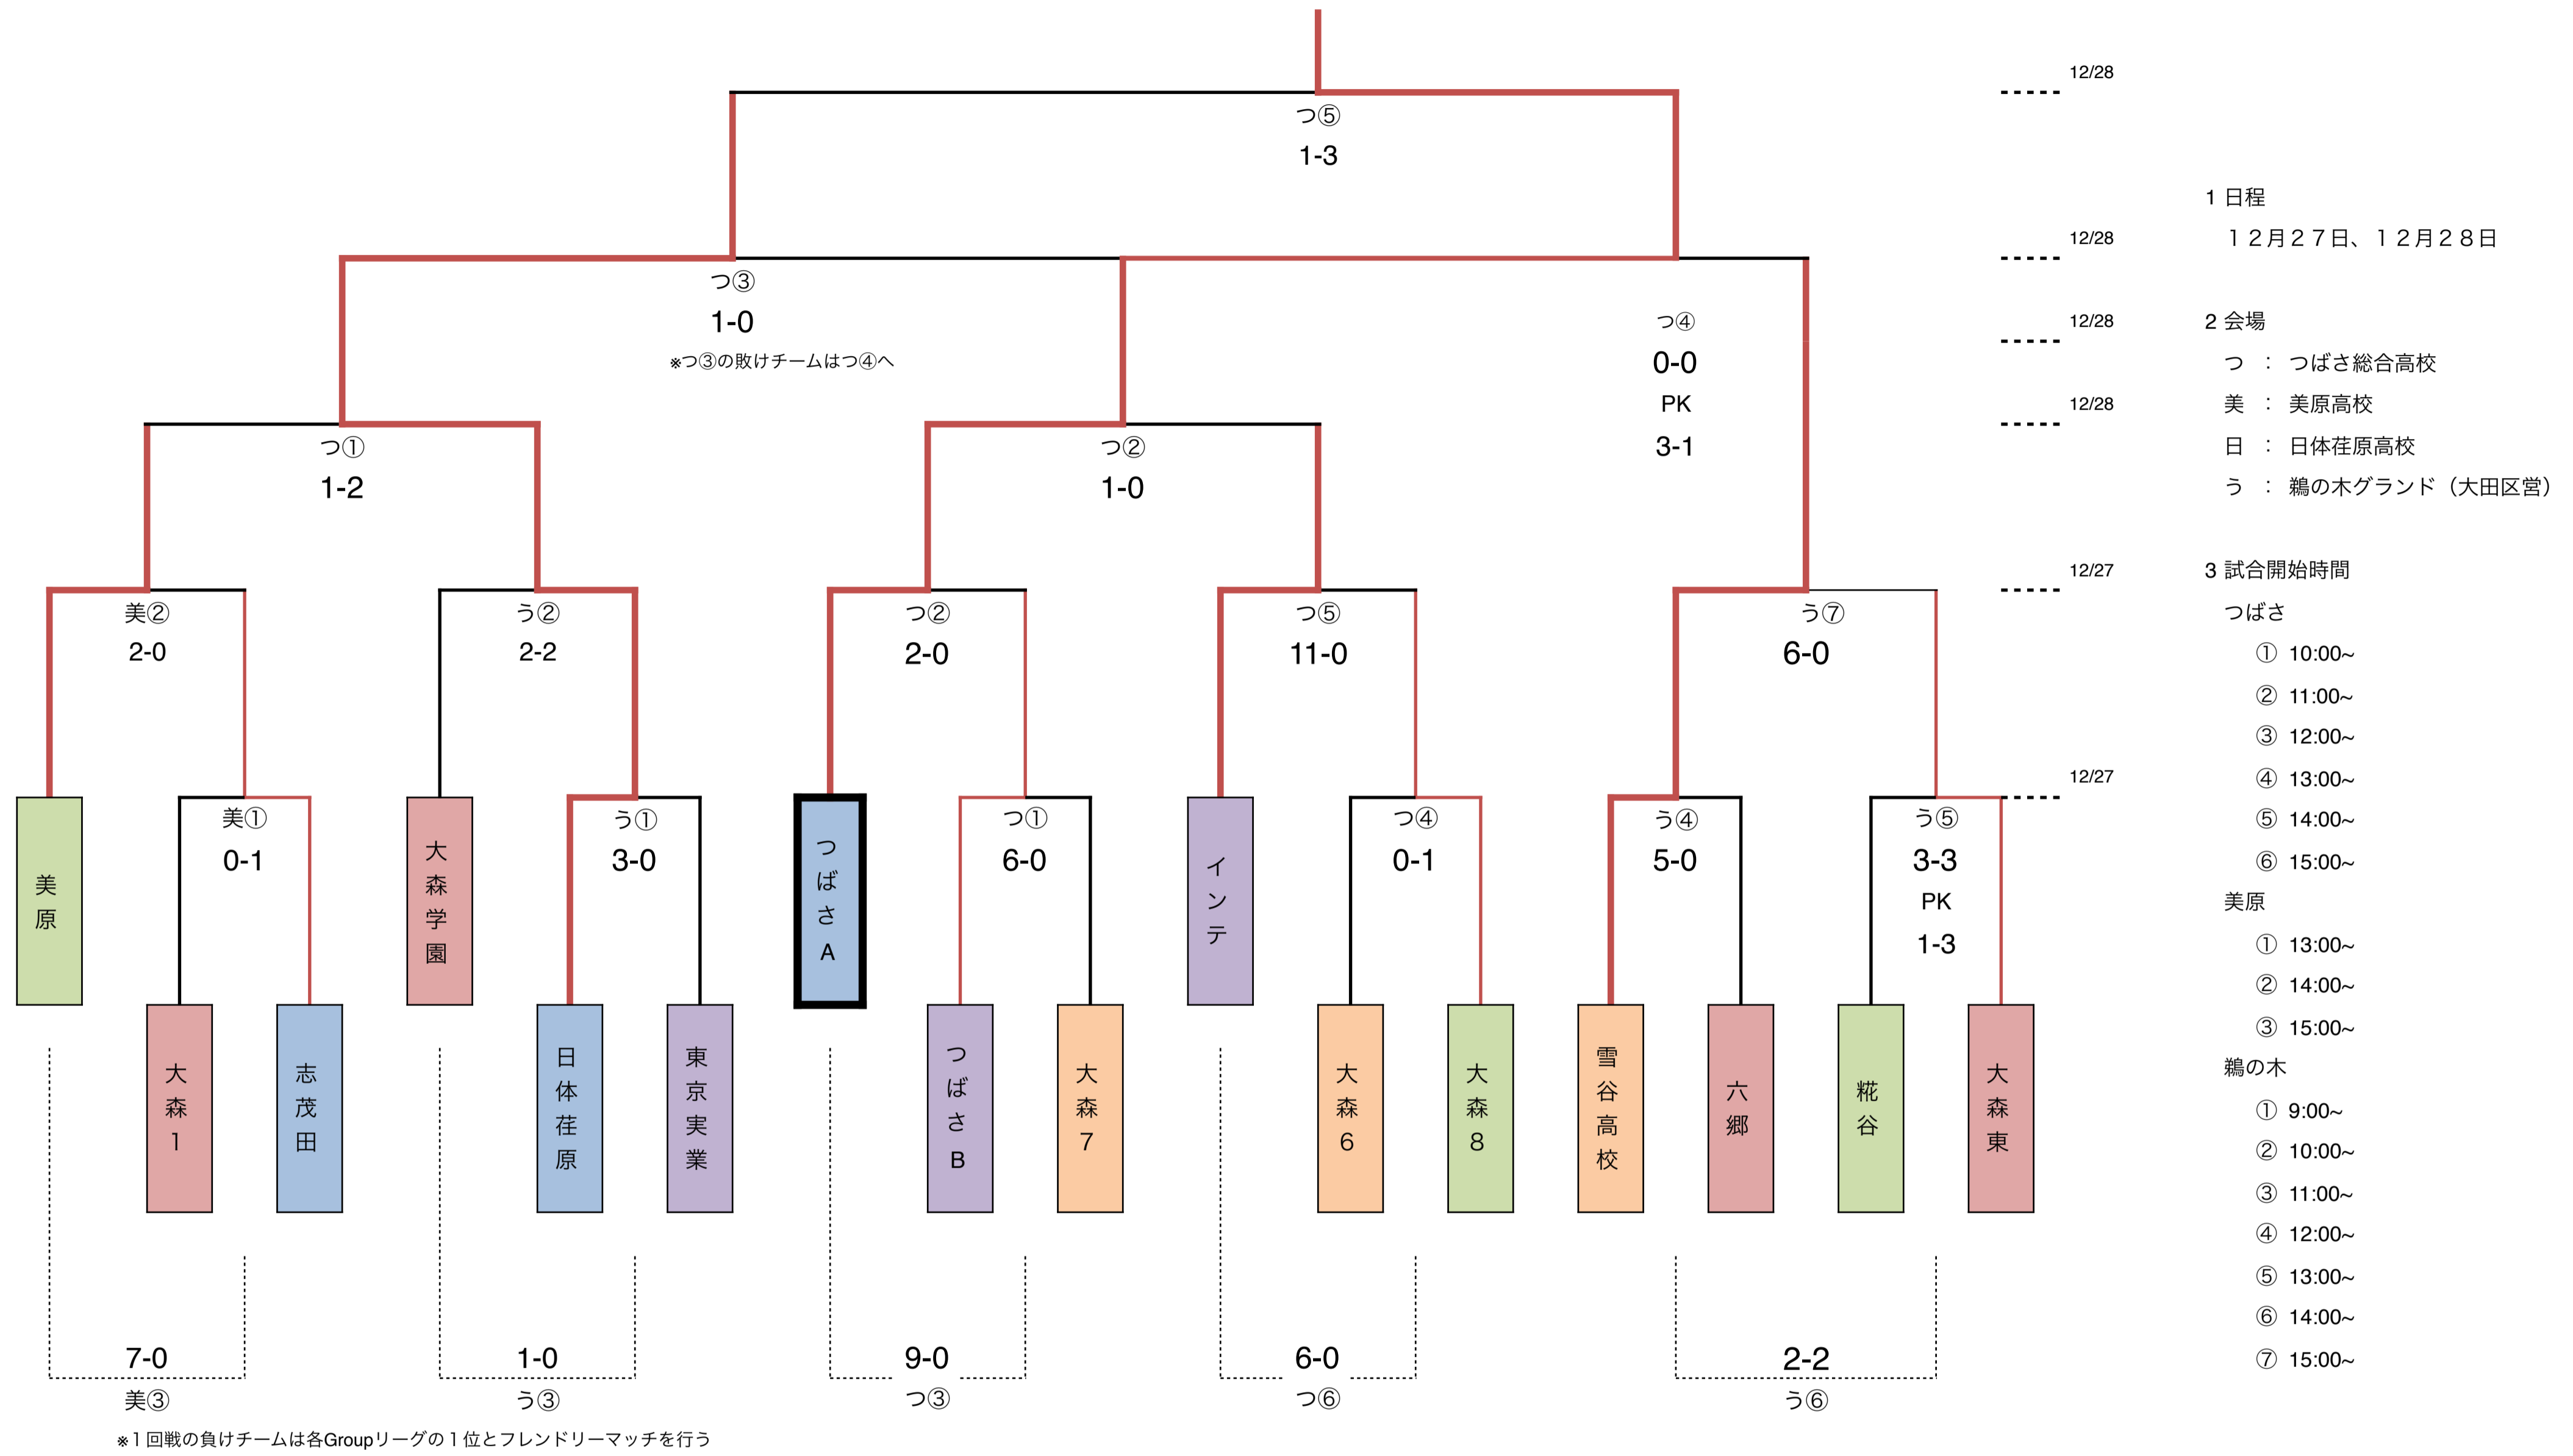 12/28
つ⑤
1-3
1 日程
12/28
１２月２７日、１２月２８日
つ③
1-0
※つ③の敗けチームはつ④へ
つ④
0-0
PK
3-1
12/28
2 会場
つ ： つばさ総合高校
12/28
美 ： 美原高校
日 ： 日体荏原高校
う ： 鵜の木グランド（大田区営）
つ①
1-2
つ②
1-0
12/27
3 試合開始時間
美②
2-0
う②
2-2
つ②
2-0
つ⑤
11-0
う⑦
6-0
つばさ
① 10:00~
② 11:00~
③ 12:00~
④ 13:00~
⑤ 14:00~
⑥ 15:00~
12/27
美①
0-1
う①
3-0
つ①
6-0
つ④
0-1
う④
5-0
う⑤
3-3
PK
1-3
美原
① 13:00~
② 14:00~
③ 15:00~
美原
大森1
志茂田
大森学園
日体荏原
東京実業
つばさA
つばさB
大森7
インテ
大森6
大森8
雪谷高校
六郷
糀谷
大森東
鵜の木
① 9:00~
② 10:00~
③ 11:00~
④ 12:00~
⑤ 13:00~
⑥ 14:00~
⑦ 15:00~
7-0
美③
1-0
う③
9-0
つ③
6-0
つ⑥
2-2
う⑥
※１回戦の負けチームは各Groupリーグの１位とフレンドリーマッチを行う